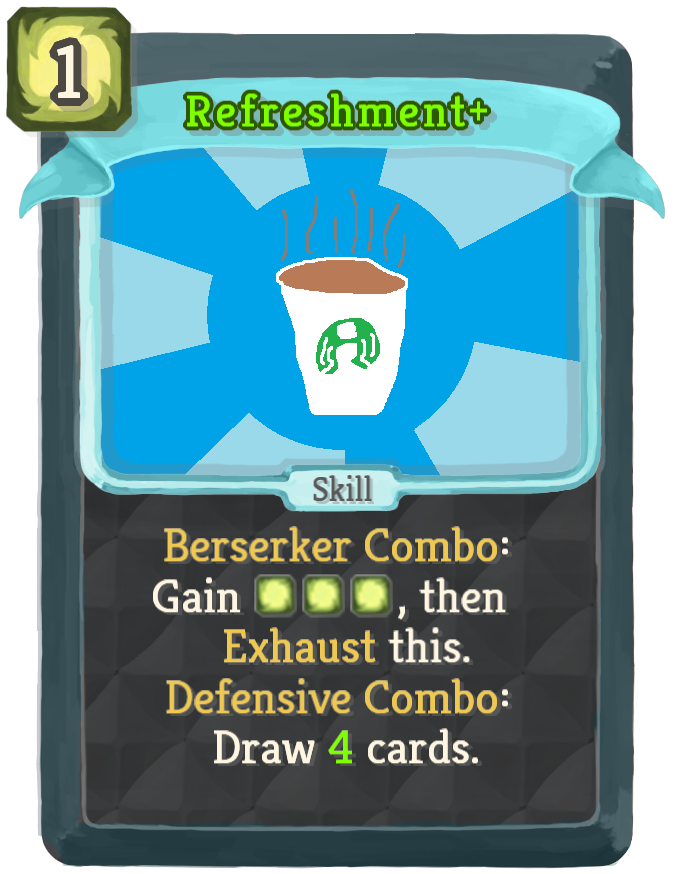 1
Refreshment+
Skill
Berserker Combo:
Gain , then
Exhaust this.
Defensive Combo:
Draw 4 cards.